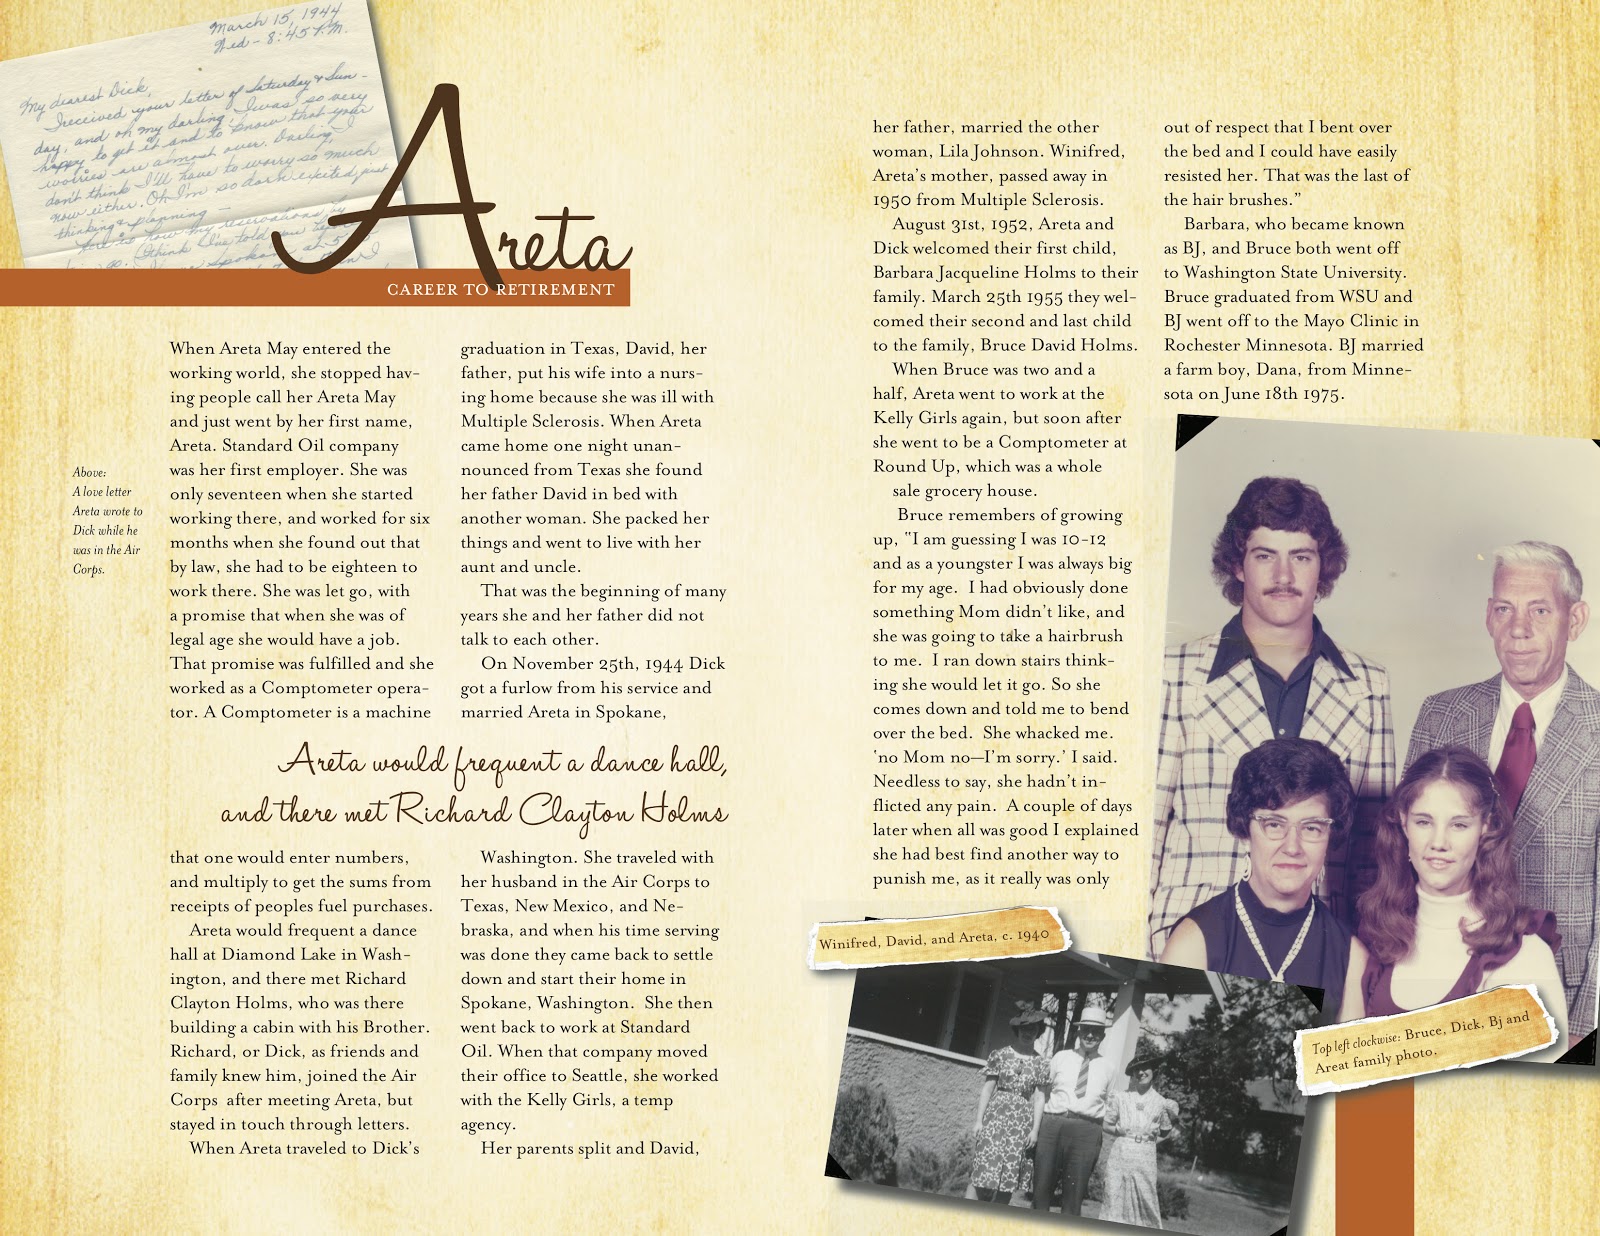 March 15, 1944
Wed - 8:45 P.M.
My dearest Dick,
I received your letter of Saturday & Sun-
day, and oh my darling, I was so very
happy to get it and to know that your
worries are almost over. Darling, I
don't think I'll have to worry so much
now either. Oh I'm so darn excited just
thinking & planning —
my reservations
Areta
CAREER TO RETIREMENT
Above:
A love letter
Areta wrote to
Dick while he
was in the Air
Corps.
When Areta May entered the
working world, she stopped hav-
ing people call her Areta May
and just went by her first name,
Areta. Standard Oil company
was her first employer. She was
only seventeen when she started
working there, and worked for six
months when she found out that
by law, she had to be eighteen to
work there. She was let go, with
a promise that when she was of
legal age she would have a job.
That promise was fulfilled and she
worked as a Comptometer opera-
tor. A Comptometer is a machine
that one would enter numbers,
and multiply to get the sums from
receipts of peoples fuel purchases.
Areta would frequent a dance
hall at Diamond Lake in Wash-
ington, and there met Richard
Clayton Holms, who was there
building a cabin with his Brother.
Richard, or Dick, as friends and
family knew him, joined the Air
Corps  after meeting Areta, but
stayed in touch through letters.
When Areta traveled to Dick's
graduation in Texas, David, her
father, put his wife into a nurs-
ing home because she was ill with
Multiple Sclerosis. When Areta
came home one night unan-
nounced from Texas she found
her father David in bed with
another woman. She packed her
things and went to live with her
aunt and uncle.
That was the beginning of many
years she and her father did not
talk to each other.
On November 25th, 1944 Dick
got a furlow from his service and
married Areta in Spokane,
Areta would frequent a dance hall,
and there met Richard Clayton Holms
Washington. She traveled with
her husband in the Air Corps to
Texas, New Mexico, and Ne-
braska, and when his time serving
was done they came back to settle
down and start their home in
Spokane, Washington.  She then
went back to work at Standard
Oil. When that company moved
their office to Seattle, she worked
with the Kelly Girls, a temp
agency.
Her parents split and David,
her father, married the other
woman, Lila Johnson. Winifred,
Areta's mother, passed away in
1950 from Multiple Sclerosis.
August 31st, 1952, Areta and
Dick welcomed their first child,
Barbara Jacqueline Holms to their
family. March 25th 1955 they wel-
comed their second and last child
to the family, Bruce David Holms.
When Bruce was two and a
half, Areta went to work at the
Kelly Girls again, but soon after
she went to be a Comptometer at
Round Up, which was a whole
sale grocery house.
Bruce remembers of growing
up, "I am guessing I was 10-12
and as a youngster I was always big
for my age.  I had obviously done
something Mom didn't like, and
she was going to take a hairbrush
to me.  I ran down stairs think-
ing she would let it go. So she
comes down and told me to bend
over the bed.  She whacked me.
'no Mom no—I'm sorry.' I said.
Needless to say, she hadn't in-
flicted any pain.  A couple of days
later when all was good I explained
she had best find another way to
punish me, as it really was only
out of respect that I bent over
the bed and I could have easily
resisted her. That was the last of
the hair brushes."
Barbara, who became known
as BJ, and Bruce both went off
to Washington State University.
Bruce graduated from WSU and
BJ went off to the Mayo Clinic in
Rochester Minnesota. BJ married
a farm boy, Dana, from Minne-
sota on June 18th 1975.
Winifred, David, and Areta, c. 1940
Top left clockwise: Bruce, Dick, Bj and
Areat family photo.